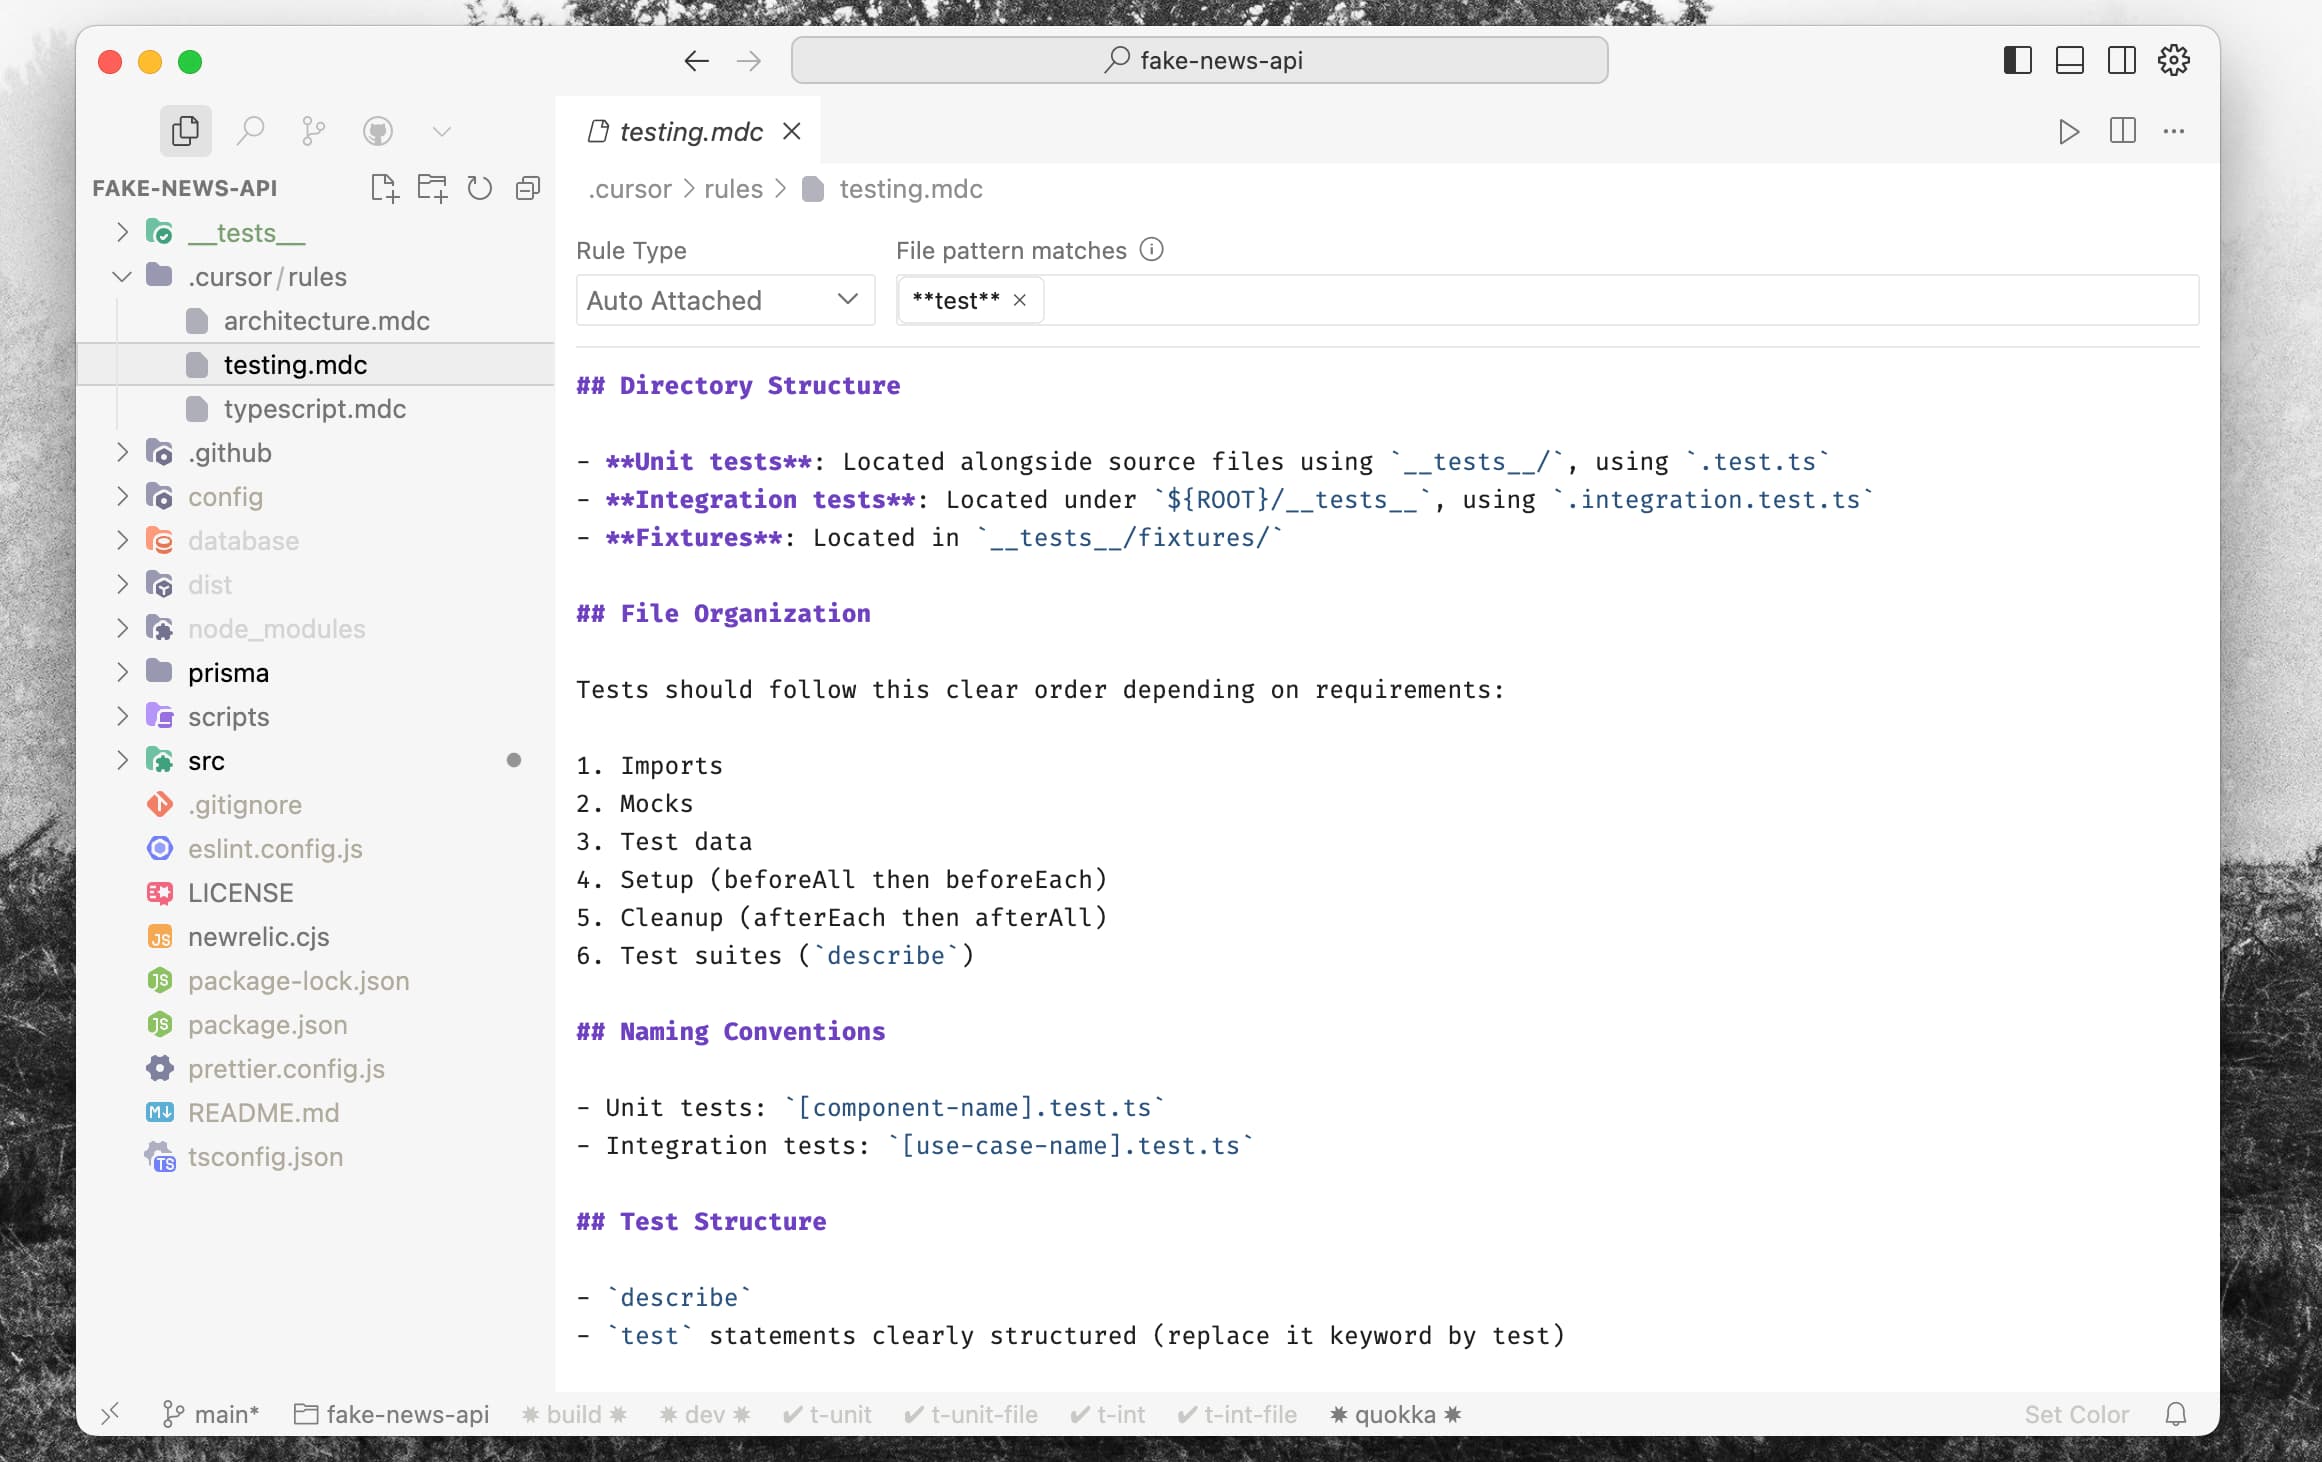 fake-news-api
testing.mdc
FAKE-NEWS-API
__tests__
.cursor/rules
architecture.mdc
testing.mdc
typescript.mdc
.github
config
database
dist
node_modules
prisma
scripts
src
.gitignore
eslint.config.js
LICENSE
JS newrelic.cjs
JS package-lock.json
JS package.json
prettier.config.js
M↓ README.md
TS tsconfig.json
.cursor > rules > testing.mdc
Rule Type
File pattern matches
Auto Attached
**test**
## Directory Structure
- **Unit tests**: Located alongside source files using `__tests__/`, using `.test.ts`
- **Integration tests**: Located under `${ROOT}/__tests__`, using `.integration.test.ts`
- **Fixtures**: Located in `__tests__/fixtures/`
## File Organization
Tests should follow this clear order depending on requirements:
1. Imports
2. Mocks
3. Test data
4. Setup (beforeAll then beforeEach)
5. Cleanup (afterEach then afterAll)
6. Test suites (`describe`)
## Naming Conventions
- Unit tests: `[component-name].test.ts`
- Integration tests: `[use-case-name].test.ts`
## Test Structure
- `describe`
- `test` statements clearly structured (replace it keyword by test)
main* fake-news-api ✷ build ✷ ✷ dev ✷ ✔ t-unit ✔ t-unit-file ✔ t-int ✔ t-int-file ✷ quokka ✷ Set Color